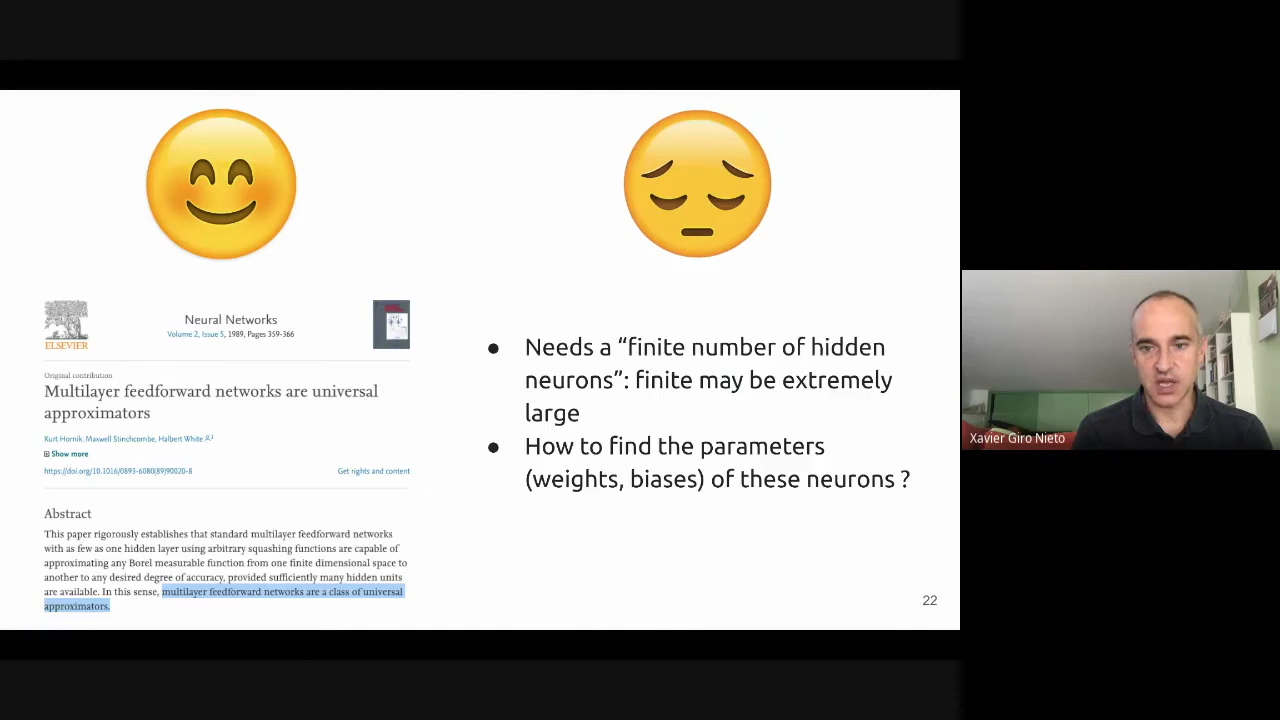 ELSEVIER
Neural Networks
Volume 2, Issue 5, 1989, Pages 359-366
Original contribution
Multilayer feedforward networks are universal
approximators
Kurt Hornik, Maxwell Stinchcombe, Halbert White
Show more
https://doi.org/10.1016/0893-6080(89)90020-8
Get rights and content
Abstract
This paper rigorously establishes that standard multilayer feedforward networks
with as few as one hidden layer using arbitrary squashing functions are capable of
approximating any Borel measurable function from one finite dimensional space to
another to any desired degree of accuracy, provided sufficiently many hidden units
are available. In this sense, multilayer feedforward networks are a class of universal
approximators.
● Needs a “finite number of hidden
neurons”: finite may be extremely
large
● How to find the parameters
(weights, biases) of these neurons ?
22
Xavier Giro Nieto